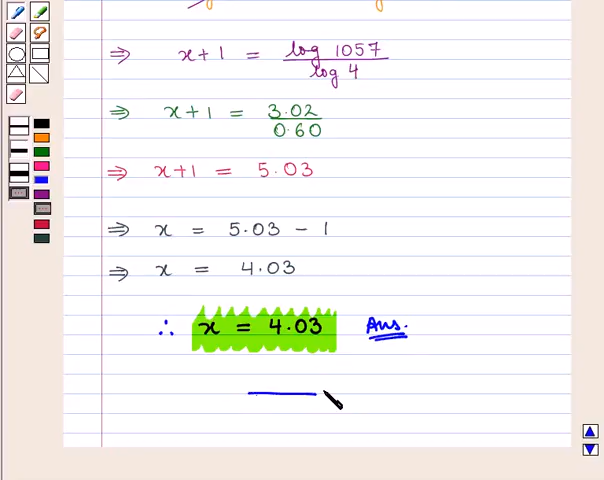 ⇒ x+1 = log 1057 / log 4
⇒ x+1 = 3.02 / 0.60
⇒ x+1 = 5.03
⇒ x = 5.03 - 1
⇒ x = 4.03
∴ x = 4.03 Ans.